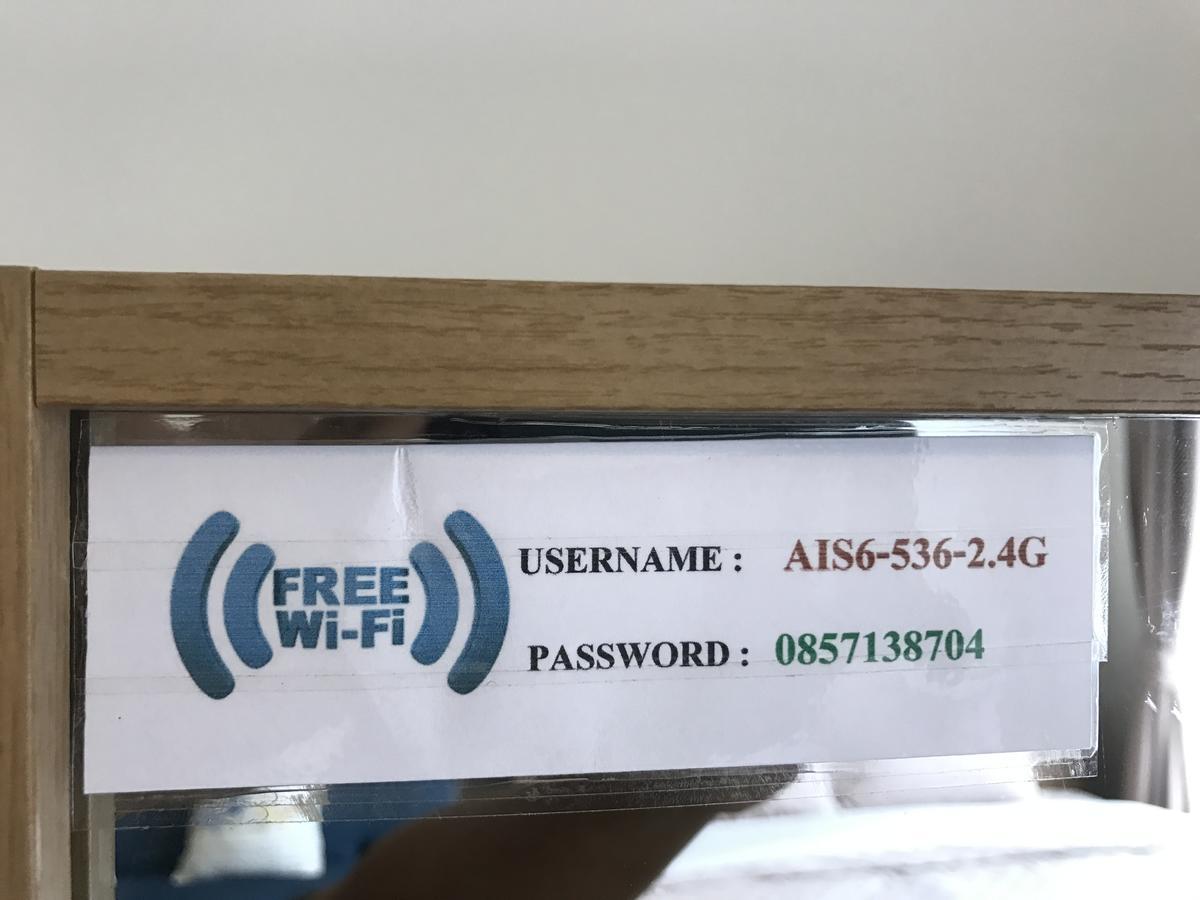 FREE
Wi-Fi
USERNAME : AIS6-536-2.4G
PASSWORD : 0857138704